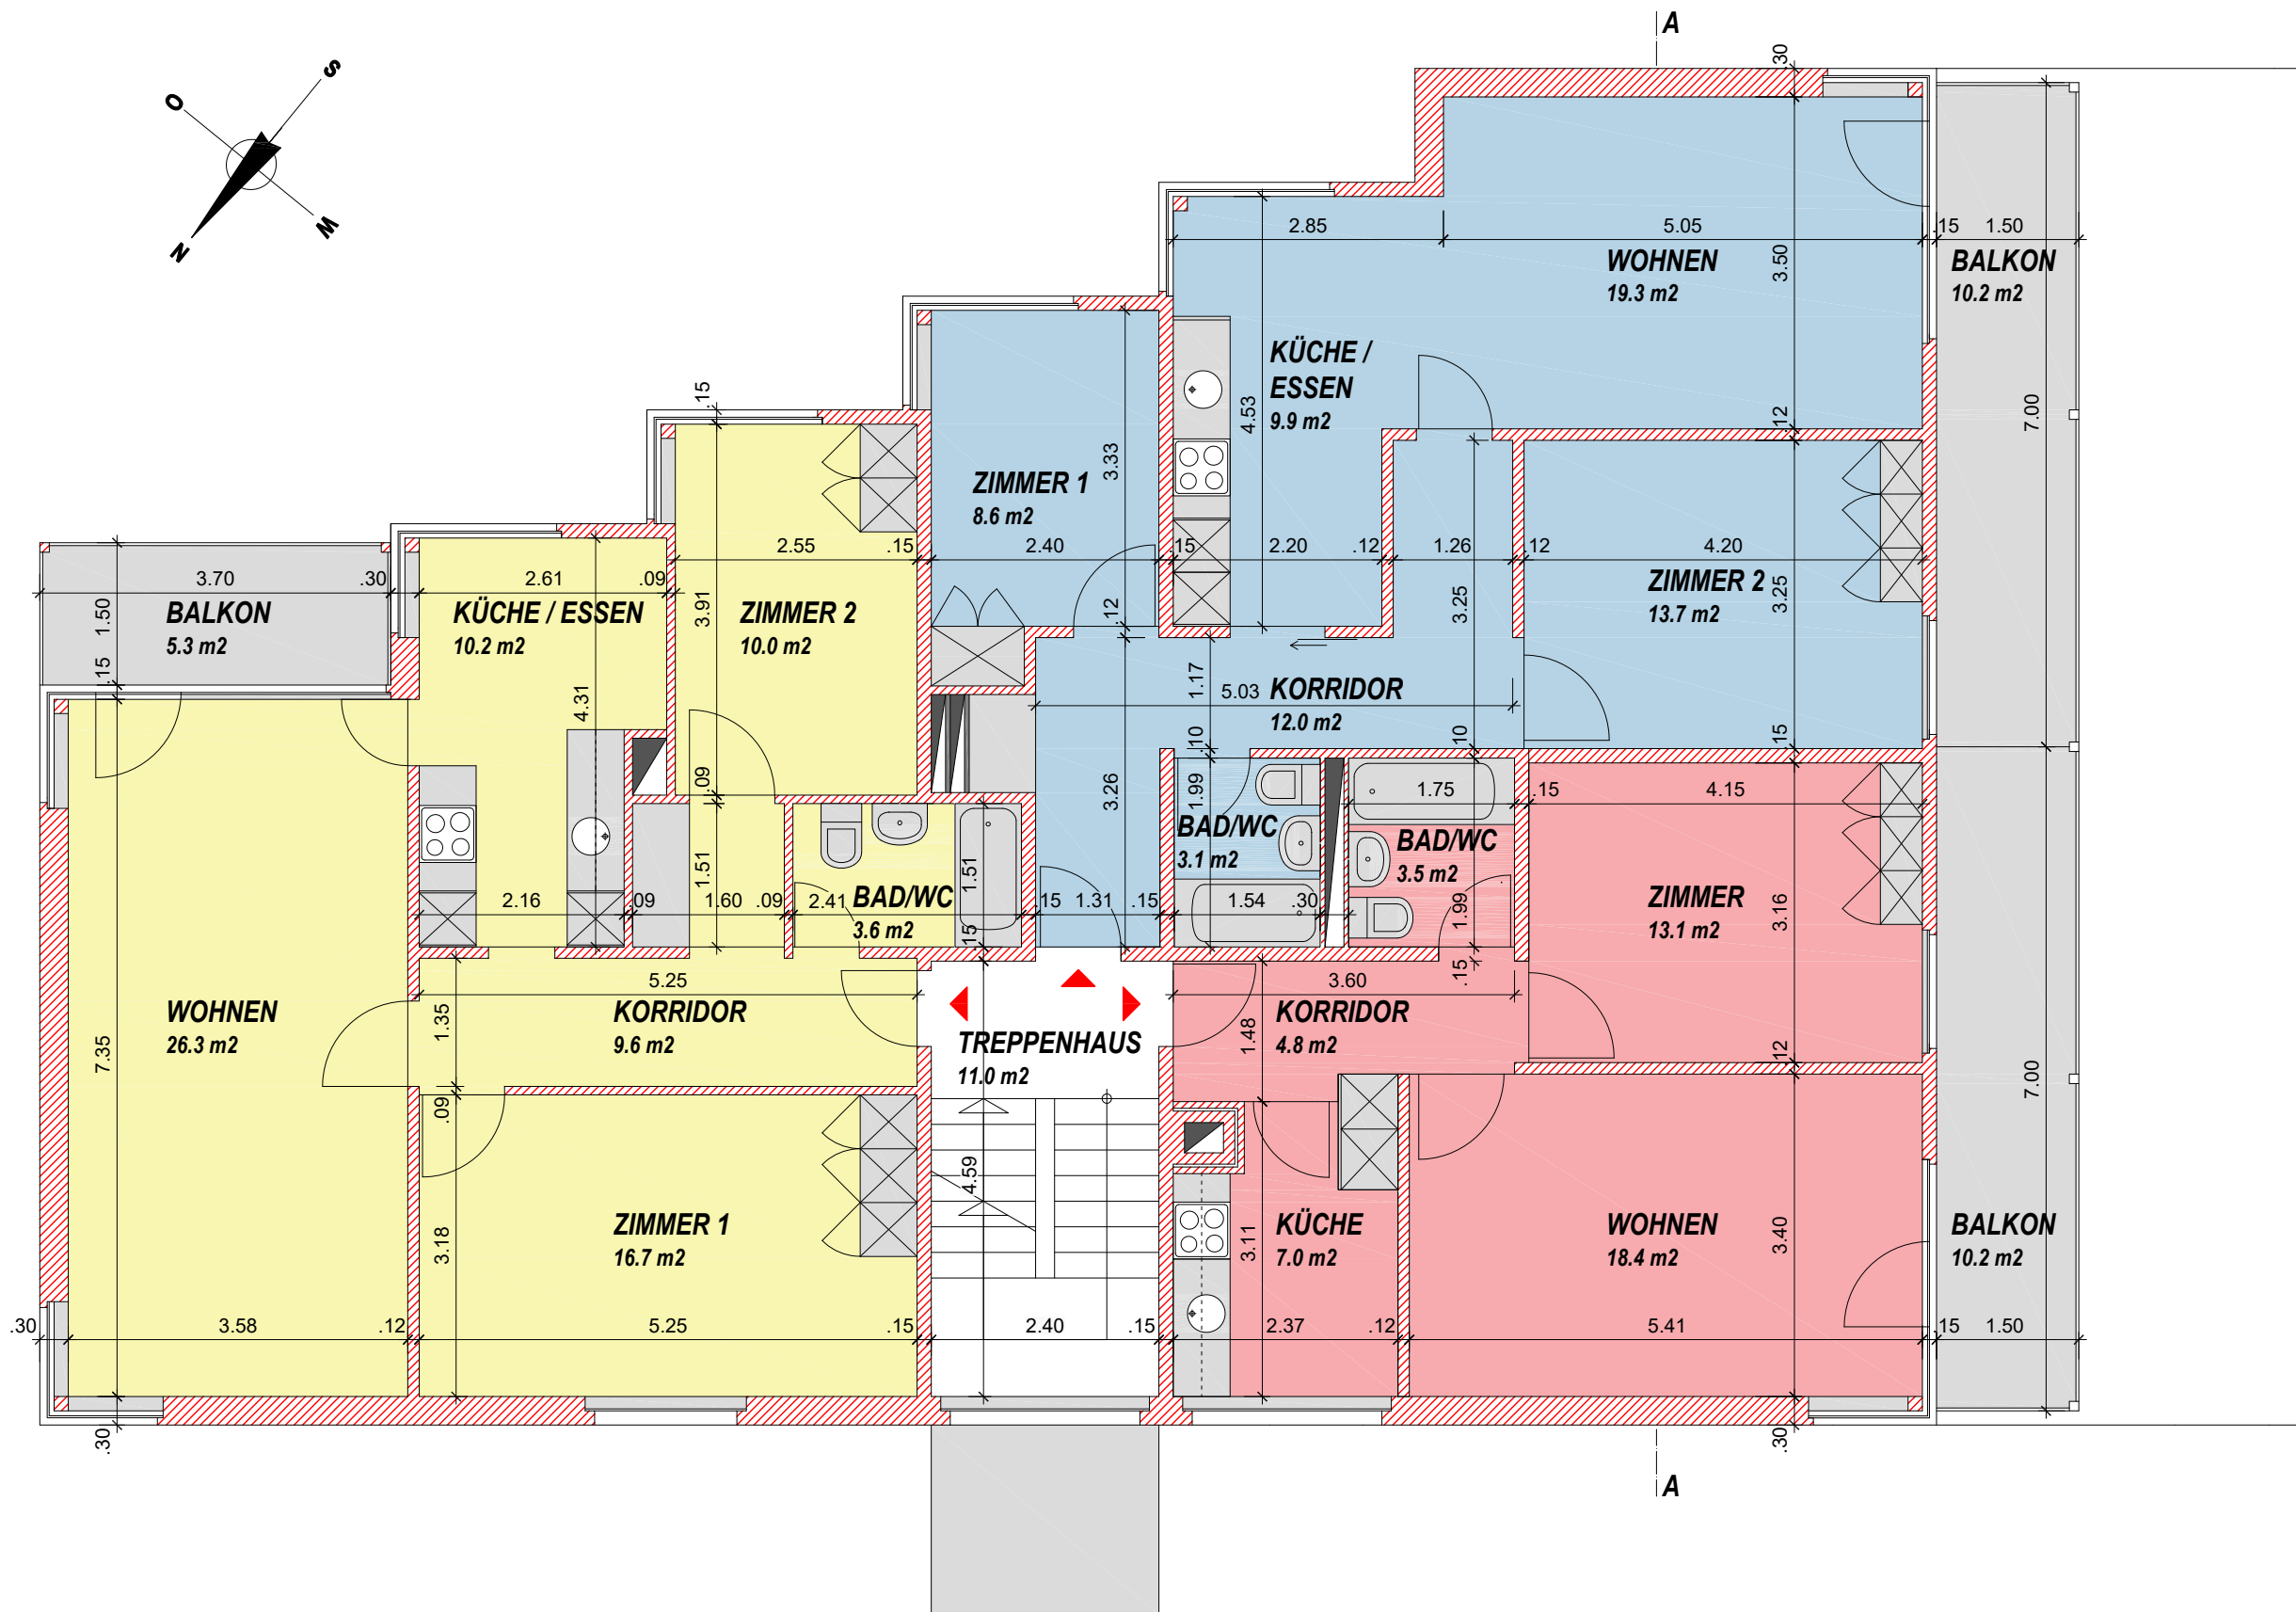 A
.30
S
O
W
N
2.85
5.05
.15
1.50
WOHNEN
19.3 m2
3.50
BALKON
10.2 m2
KÜCHE /
ESSEN
9.9 m2
4.53
.12
7.00
.15
3.33
ZIMMER 1
8.6 m2
2.55
.15
2.40
.15
2.20
.12
1.26
.12
4.20
3.70
.30
2.61
.09
BALKON
5.3 m2
1.50
.15
KÜCHE / ESSEN
10.2 m2
3.91
ZIMMER 2
10.0 m2
.12
3.25
ZIMMER 2
13.7 m2
3.25
4.31
1.17
5.03
KORRIDOR
12.0 m2
.10
.10
.15
.09
3.26
1.99
1.75
.15
4.15
BAD/WC
3.1 m2
BAD/WC
3.5 m2
1.51
1.51
2.16
.09
1.60
.09
2.41
BAD/WC
3.6 m2
.15
.15
1.31
.15
1.54
.30
1.99
.15
ZIMMER
13.1 m2
3.16
5.25
3.60
WOHNEN
26.3 m2
1.35
KORRIDOR
9.6 m2
TREPPENHAUS
11.0 m2
1.48
KORRIDOR
4.8 m2
.12
7.35
.09
7.00
4.59
3.18
ZIMMER 1
16.7 m2
3.11
KÜCHE
7.0 m2
WOHNEN
18.4 m2
3.40
BALKON
10.2 m2
.30
3.58
.12
5.25
.15
2.40
.15
2.37
.12
5.41
.15
1.50
.30
.30
A